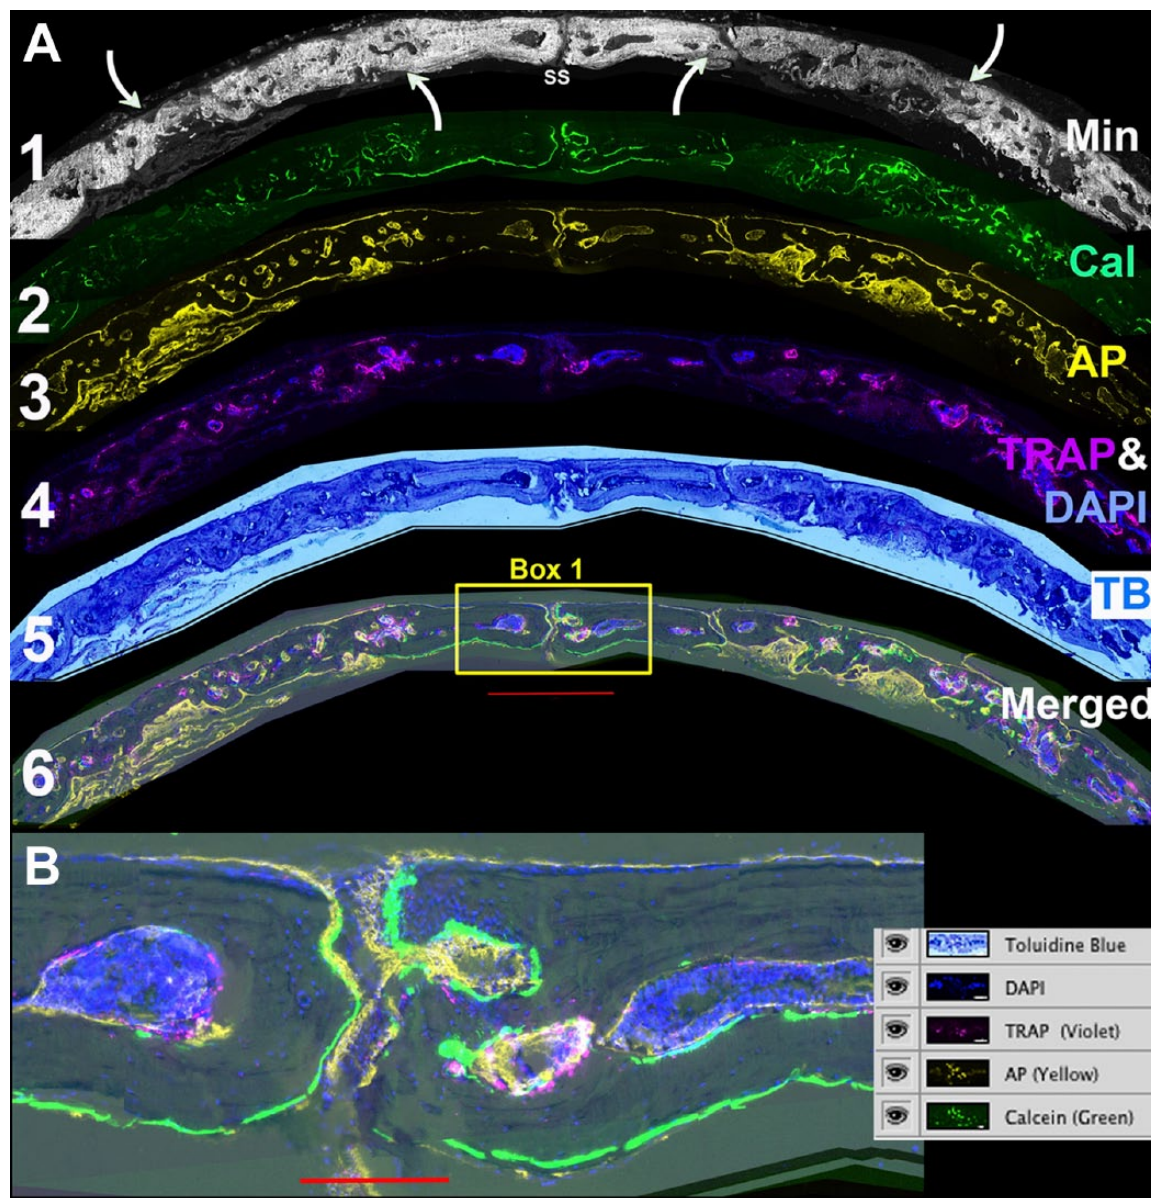 A
ss
Min
1
Cal
2
AP
3
TRAP&
DAPI
4
TB
5
Box 1
Merged
6
B
Toluidine Blue
DAPI
TRAP (Violet)
AP (Yellow)
Calcein (Green)